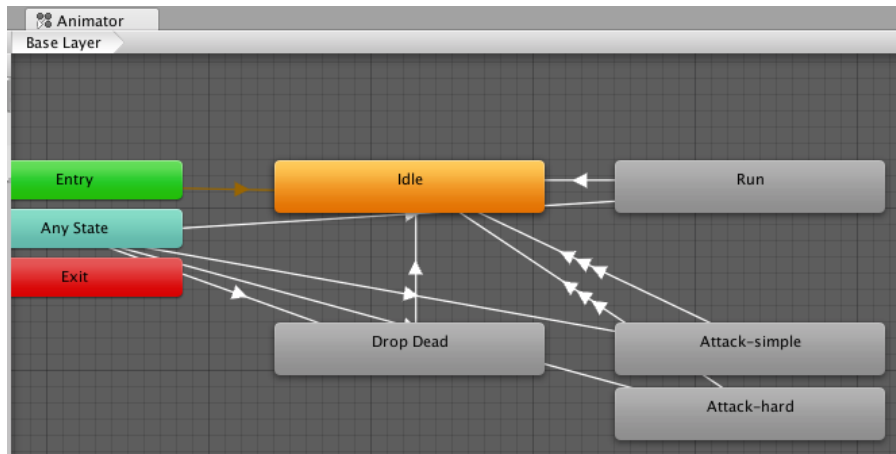 Animator
Base Layer
Entry
Idle
Run
Any State
Exit
Drop Dead
Attack-simple
Attack-hard